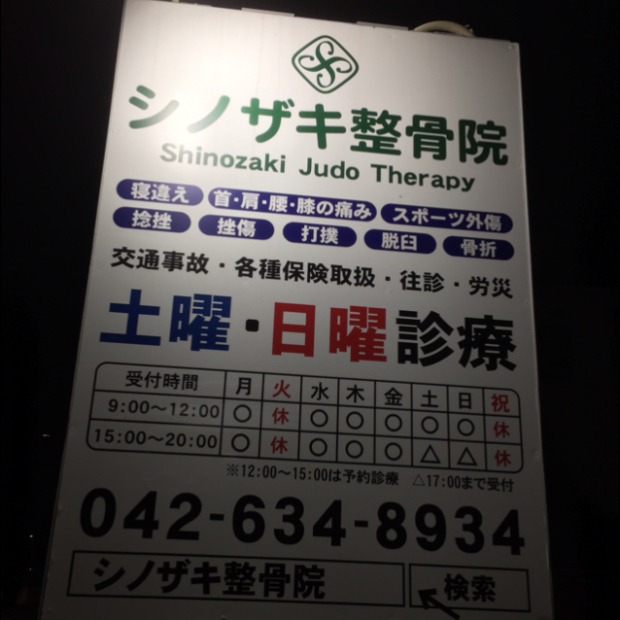 シノザキ整骨院
Shinozaki Judo Therapy
寝違え 首・肩・腰・膝の痛み スポーツ外傷
捻挫 挫傷 打撲 脱臼 骨折
交通事故・各種保険取扱・往診・労災
土曜・日曜診療
受付時間 月 火 水 木 金 土 日 祝
9:00〜12:00 ○ 休 ○ ○ ○ ○ ○ 休
15:00〜20:00 ○ 休 ○ ○ ○ △ △ 休
※12:00〜15:00は予約診療 △17:00まで受付
042-634-8934
シノザキ整骨院 検索